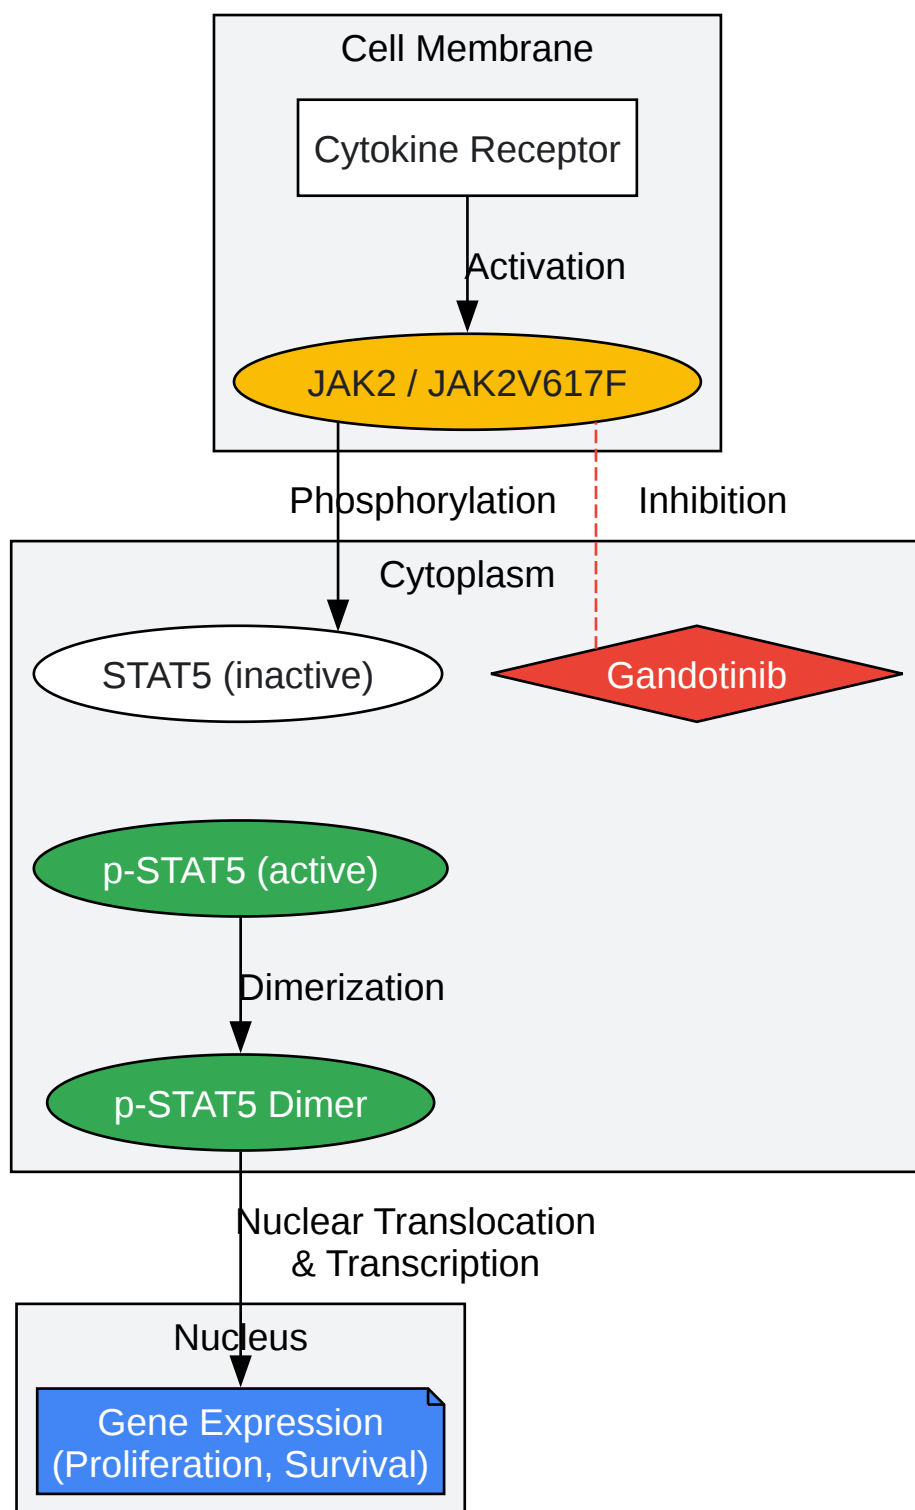 Cell Membrane
Cytokine Receptor
Activation
JAK2 / JAK2V617F
Phosphorylation
Inhibition
Cytoplasm
STAT5 (inactive)
Gandotinib
p-STAT5 (active)
Dimerization
p-STAT5 Dimer
Nuclear Translocation
& Transcription
Nucleus
Gene Expression
(Proliferation, Survival)